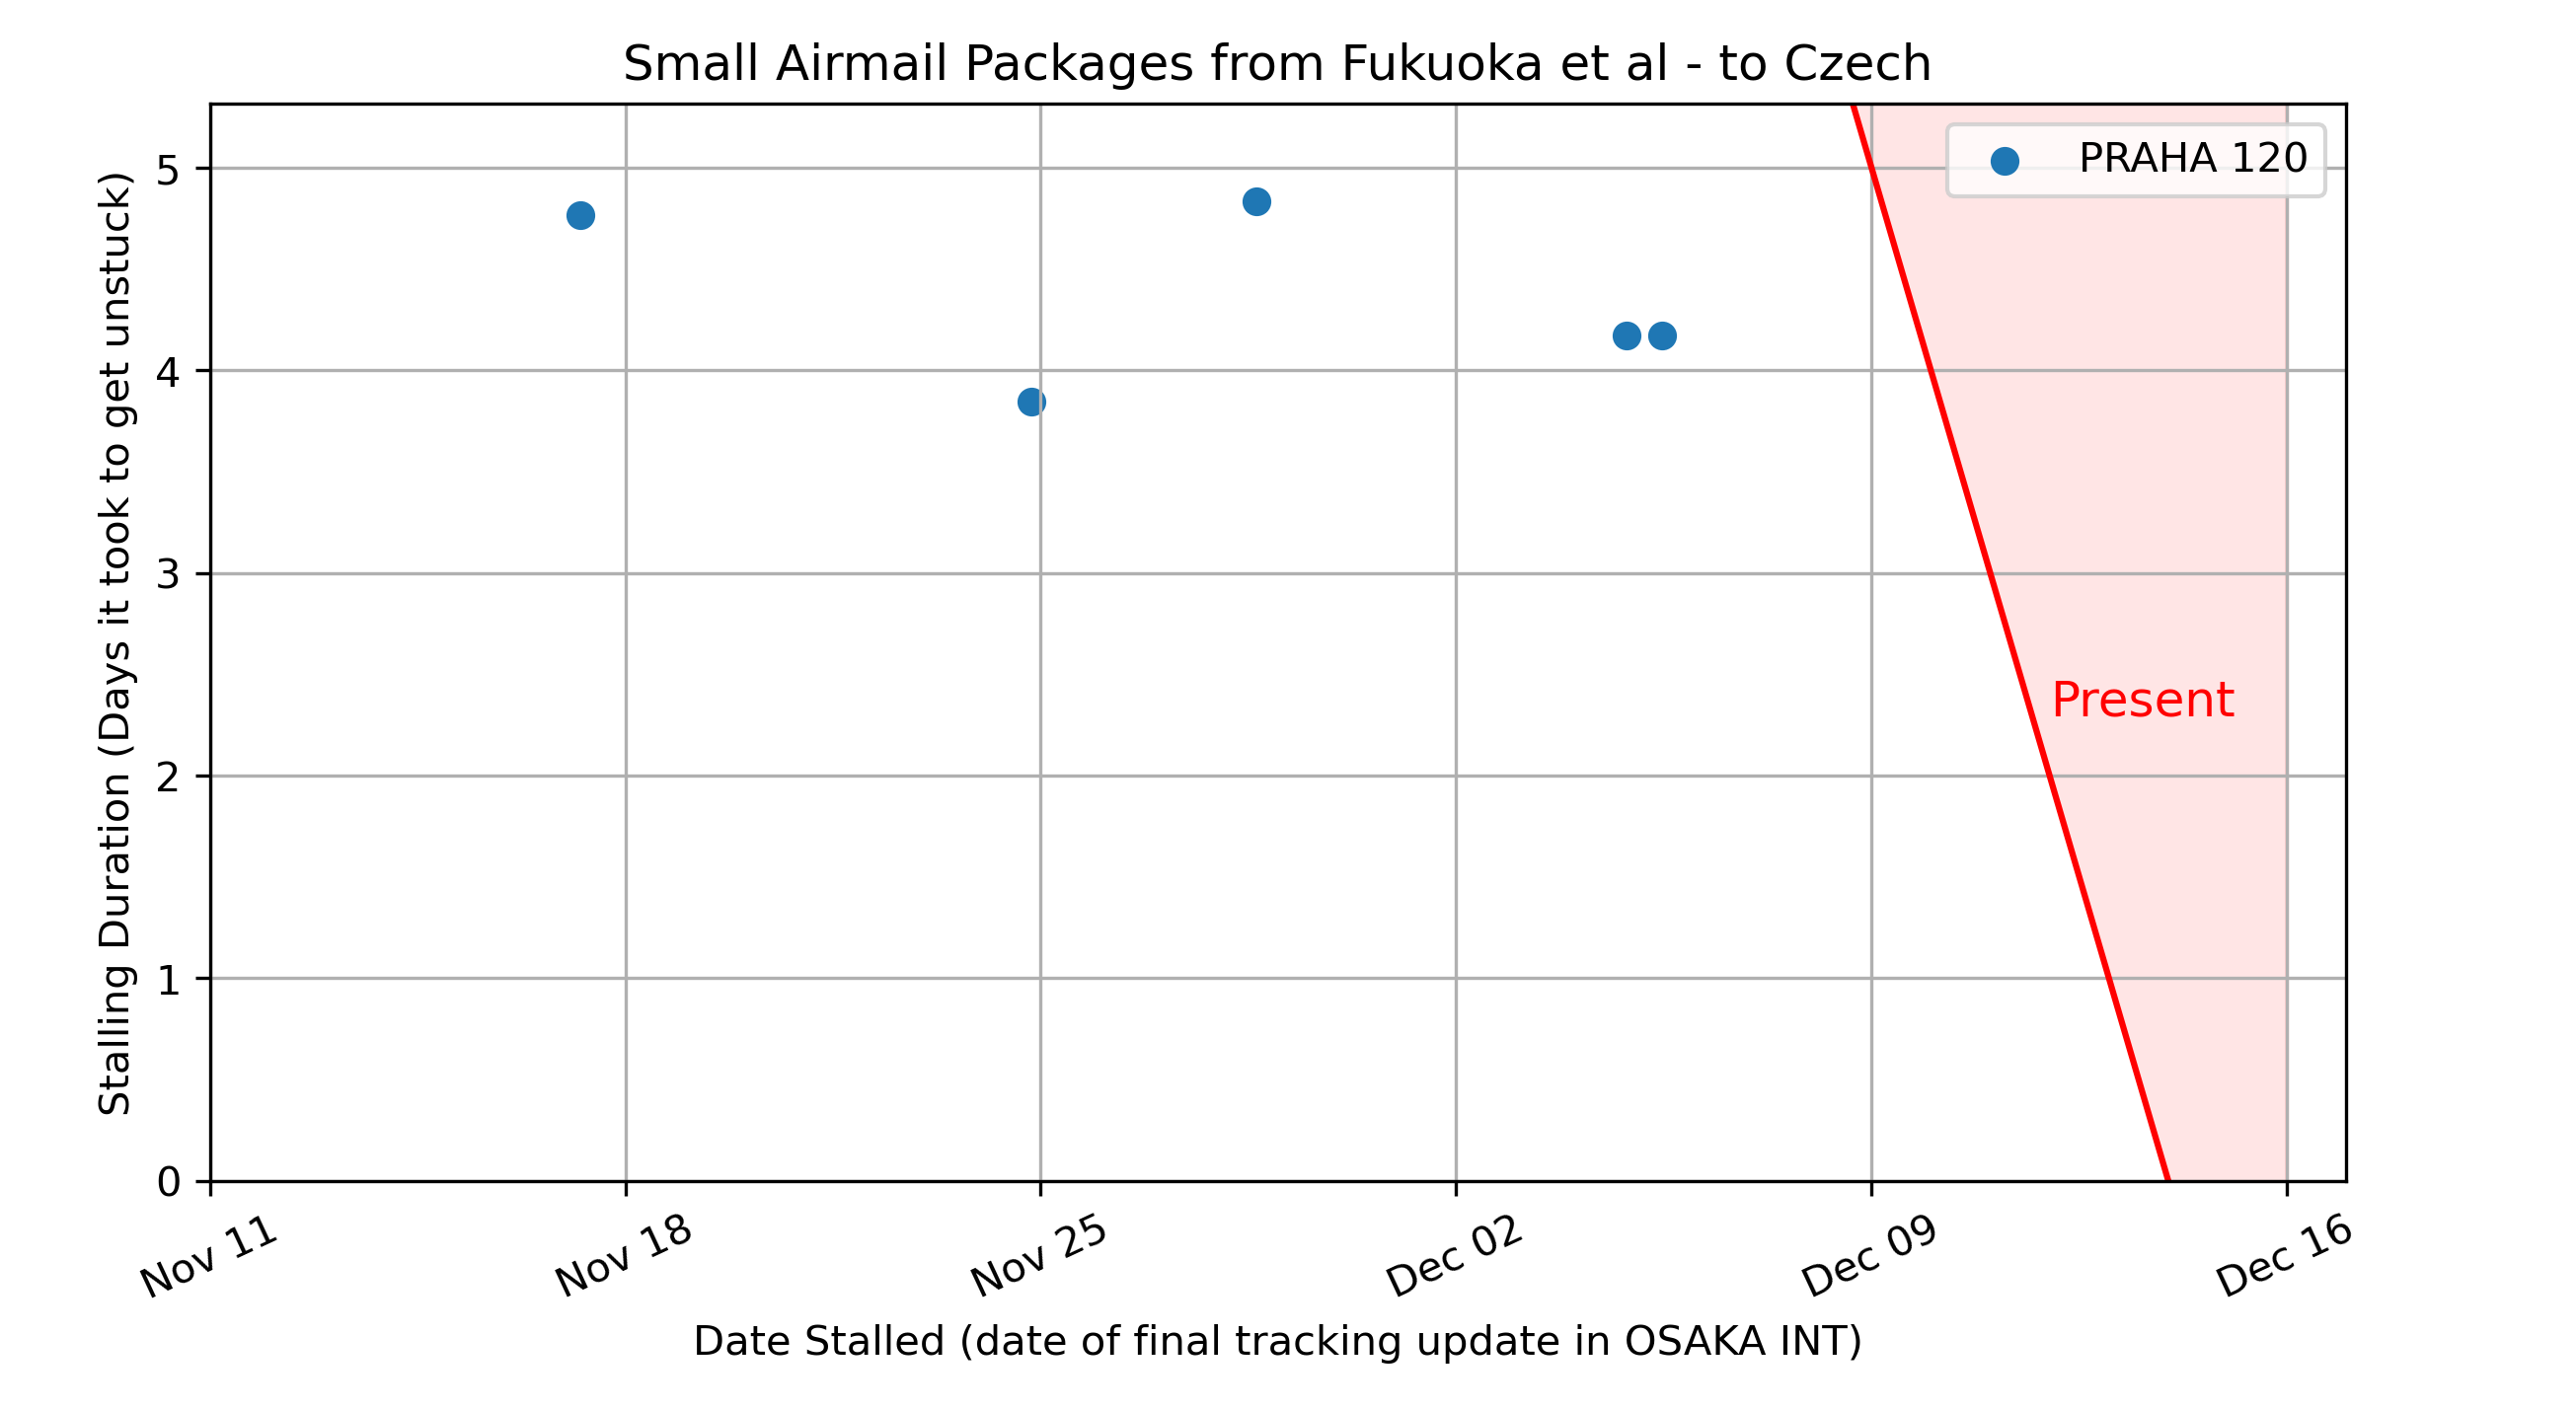 Small Airmail Packages from Fukuoka et al - to Czech
PRAHA 120
Stalling Duration (Days it took to get unstuck)
5
4
3
2
1
0
Present
Nov 11
Nov 18
Nov 25
Dec 02
Dec 09
Dec 16
Date Stalled (date of final tracking update in OSAKA INT)